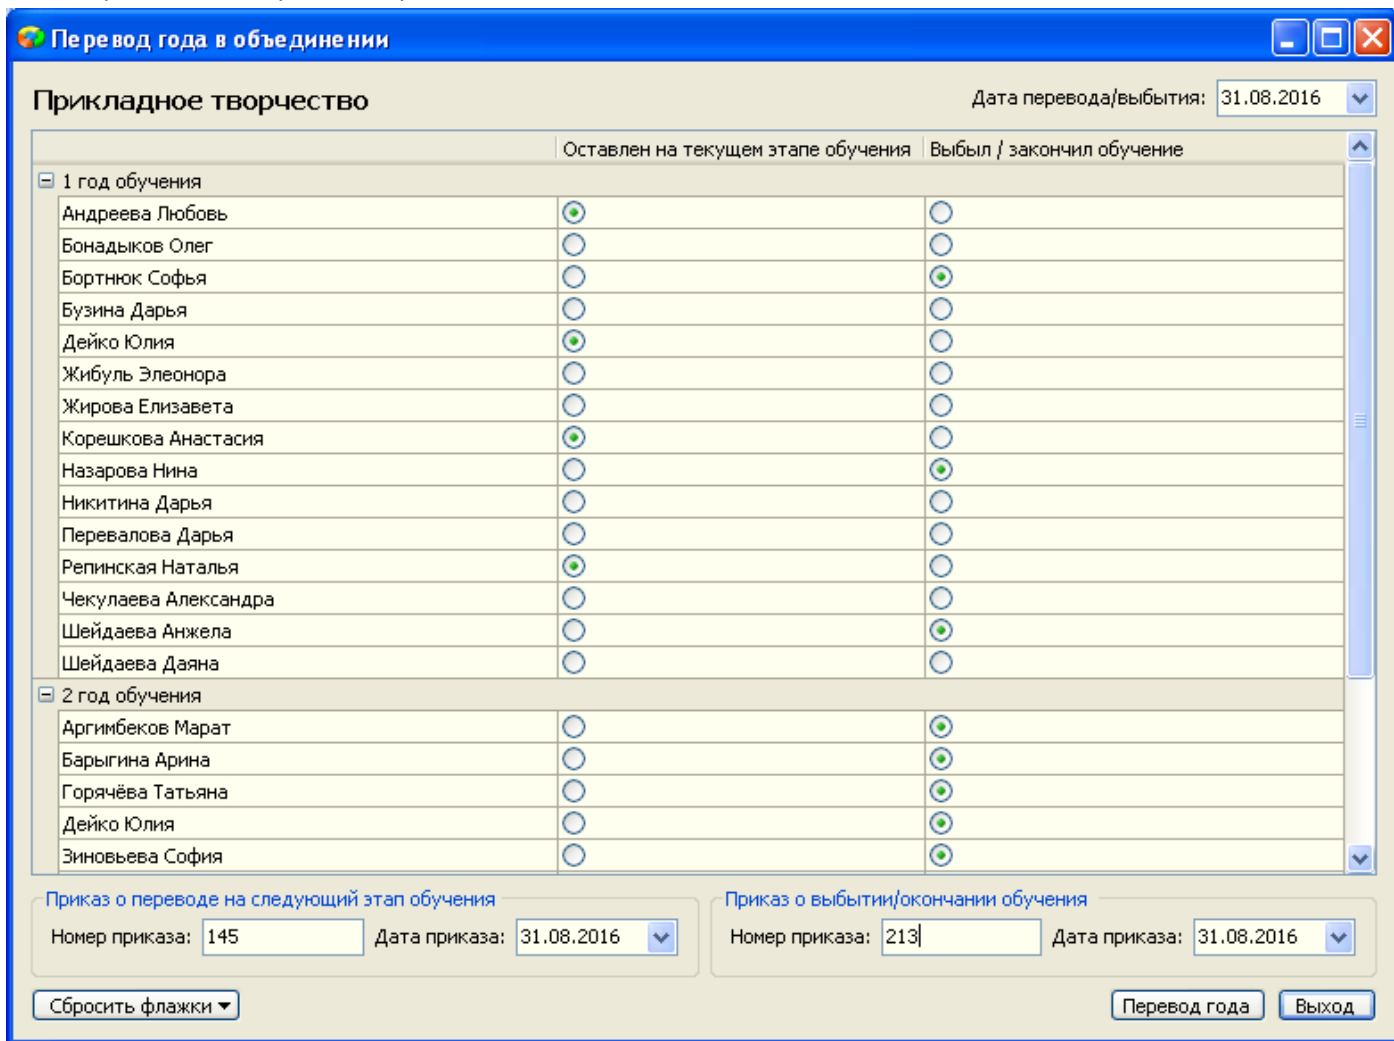 Перевод года в объединении
Прикладное творчество
Дата перевода/выбытия: 31.08.2016
Оставлен на текущем этапе обучения Выбыл / закончил обучение
1 год обучения
Андреева Любовь
Бонадыков Олег
Бортнюк Софья
Бузина Дарья
Дейко Юлия
Жибуль Элеонора
Жирова Елизавета
Корешкова Анастасия
Назарова Нина
Никитина Дарья
Перевалова Дарья
Репинская Наталья
Чекулаева Александра
Шейдаева Анжела
Шейдаева Даяна
2 год обучения
Аргимбеков Марат
Барыгина Арина
Горячёва Татьяна
Дейко Юлия
Зиновьева София
Приказ о переводе на следующий этап обучения Приказ о выбытии/окончании обучения
Номер приказа: 145 Дата приказа: 31.08.2016 Номер приказа: 213 Дата приказа: 31.08.2016
Сбросить флажки Перевод года Выход